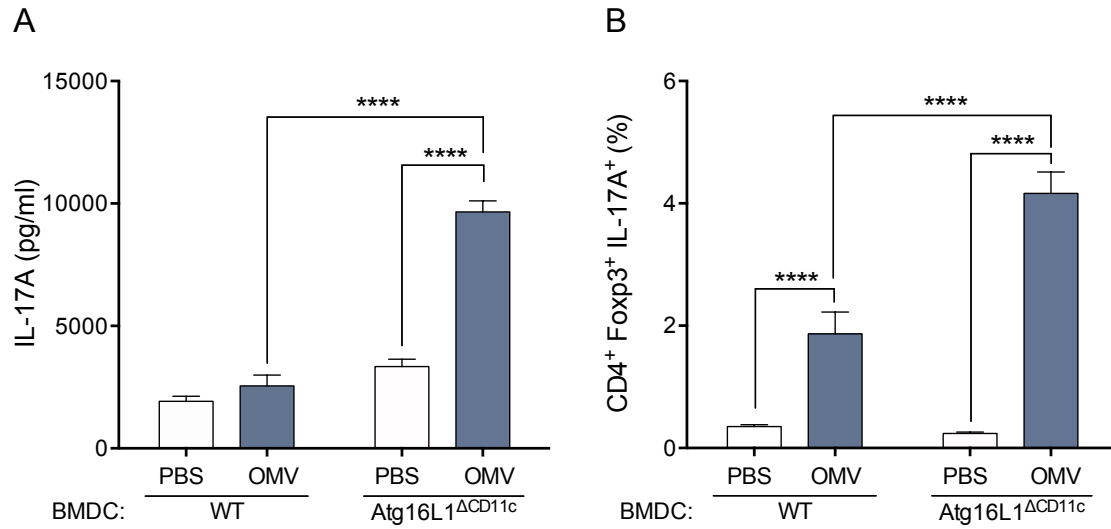 A
IL-17A (pg/ml)
15000
10000
5000
0
****
****
PBS OMV PBS OMV
BMDC: WT Atg16L1ΔCD11c
B
CD4+ Foxp3+ IL-17A+ (%)
6
4
2
0
****
****
****
PBS OMV PBS OMV
BMDC: WT Atg16L1ΔCD11c